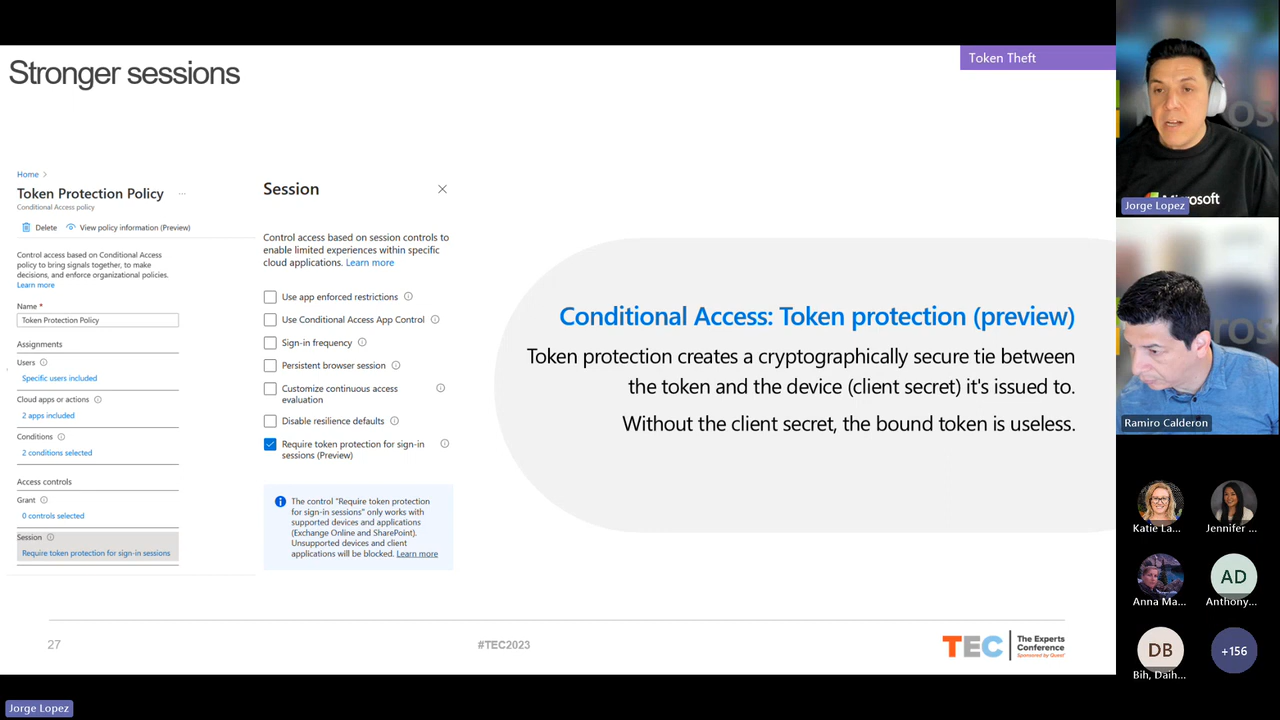 Stronger sessions
Token Theft
Home >
Token Protection Policy ...
Conditional Access policy
Delete View policy information (Preview)
Control access based on Conditional Access
policy to bring signals together, to make
decisions, and enforce organizational policies.
Learn more
Name *
Token Protection Policy
Assignments
Users
Specific users included
Cloud apps or actions
2 apps included
Conditions
2 conditions selected
Access controls
Grant
0 controls selected
Session
Require token protection for sign-in sessions
Session
Control access based on session controls to
enable limited experiences within specific
cloud applications. Learn more
Use app enforced restrictions
Use Conditional Access App Control
Sign-in frequency
Persistent browser session
Customize continuous access
evaluation
Disable resilience defaults
Require token protection for sign-in
sessions (Preview)
The control "Require token protection
for sign-in sessions" only works with
supported devices and applications
(Exchange Online and SharePoint).
Unsupported devices and client
applications will be blocked. Learn more
Conditional Access: Token protection (preview)
Token protection creates a cryptographically secure tie between
the token and the device (client secret) it's issued to.
Without the client secret, the bound token is useless.
27
#TEC2023
TEC
The Experts
Conference
Sponsored by Quest
Jorge Lopez
Ramiro Calderon
Katie La...
Jennifer ...
Anna Ma...
AD
Anthony...
DB
Bih, Daih...
+156
Jorge Lopez